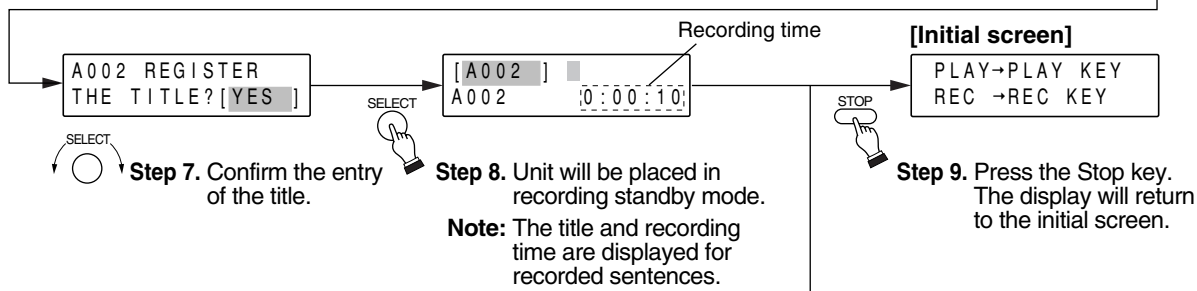 Recording time
[Initial screen]
A002 REGISTER
THE TITLE?[YES ]
SELECT
[A002 ]
A002 0:00:10
SELECT
PLAY→PLAY KEY
REC →REC KEY
STOP
Step 7. Confirm the entry
of the title.
Step 8. Unit will be placed in
recording standby mode.
Note: The title and recording
time are displayed for
recorded sentences.
Step 9. Press the Stop key.
The display will return
to the initial screen.